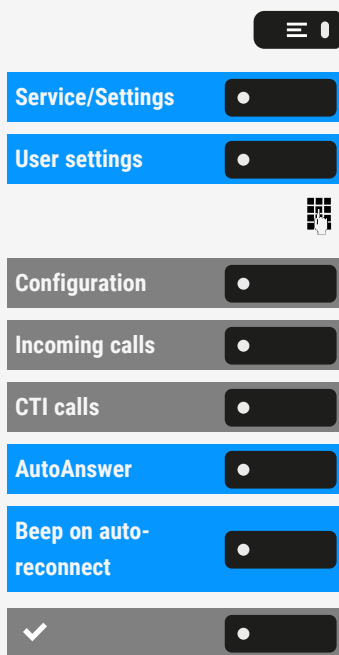 Service/Settings
User settings
Configuration
Incoming calls
CTI calls
AutoAnswer
Beep on auto-
reconnect